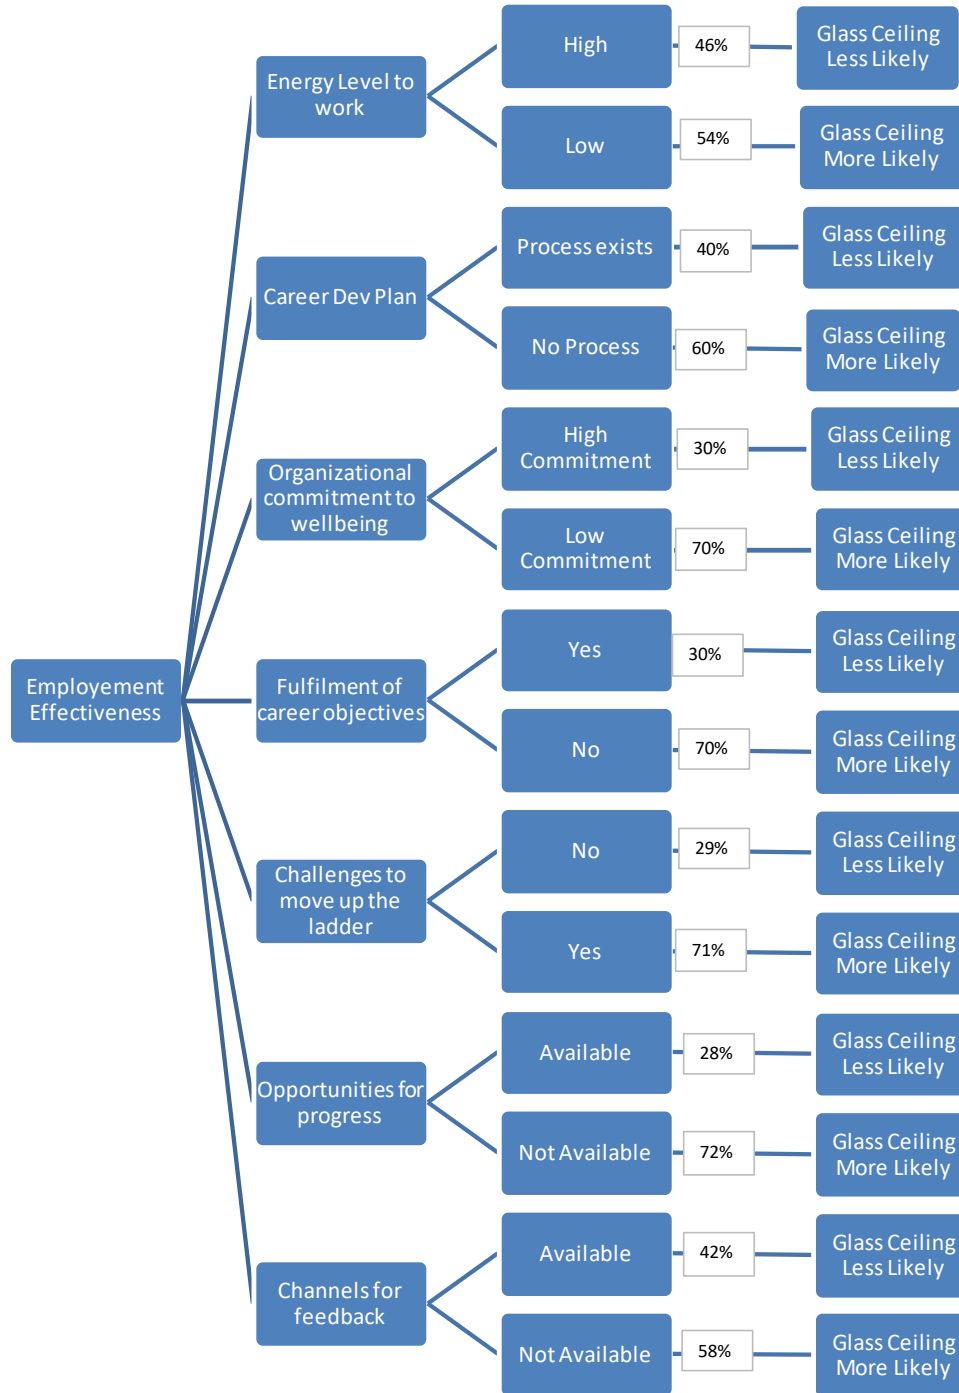 High
46%
Glass Ceiling
Less Likely
Energy Level to
work
Low
54%
Glass Ceiling
More Likely
Process exists
40%
Glass Ceiling
Less Likely
Career Dev Plan
No Process
60%
Glass Ceiling
More Likely
High
Commitment
30%
Glass Ceiling
Less Likely
Organizational
commitment to
wellbeing
Low
Commitment
70%
Glass Ceiling
More Likely
Employement
Effectiveness
Yes
30%
Glass Ceiling
Less Likely
Fulfilment of
career objectives
No
70%
Glass Ceiling
More Likely
No
29%
Glass Ceiling
Less Likely
Challenges to
move up the
ladder
Yes
71%
Glass Ceiling
More Likely
Available
28%
Glass Ceiling
Less Likely
Opportunities for
progress
Not Available
72%
Glass Ceiling
More Likely
Available
42%
Glass Ceiling
Less Likely
Channels for
feedback
Not Available
58%
Glass Ceiling
More Likely